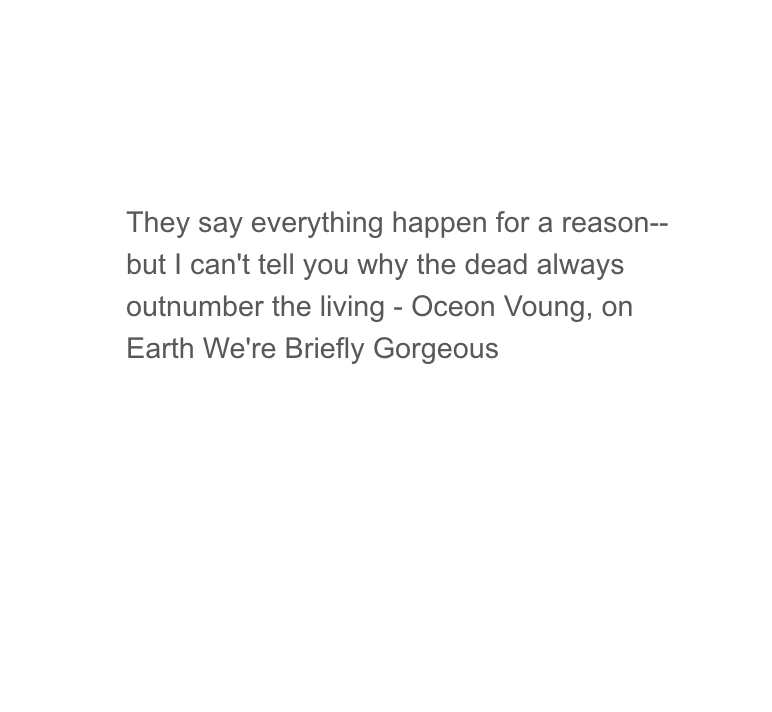 They say everything happen for a reason--
but I can't tell you why the dead always
outnumber the living - Oceon Voung, on
Earth We're Briefly Gorgeous